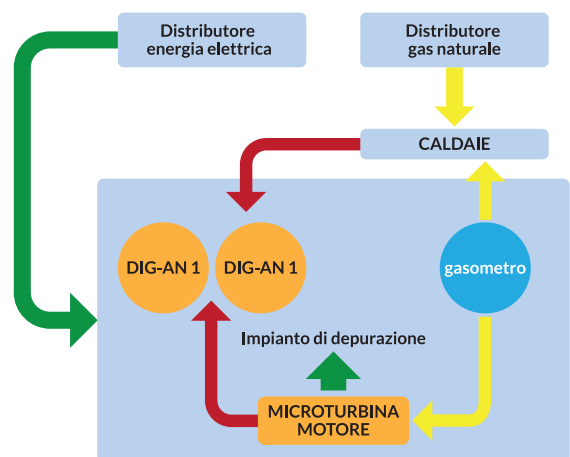 Distributore
energia elettrica
Distributore
gas naturale
CALDAIE
DIG-AN 1
DIG-AN 1
gasometro
Impianto di depurazione
MICROTURBINA
MOTORE